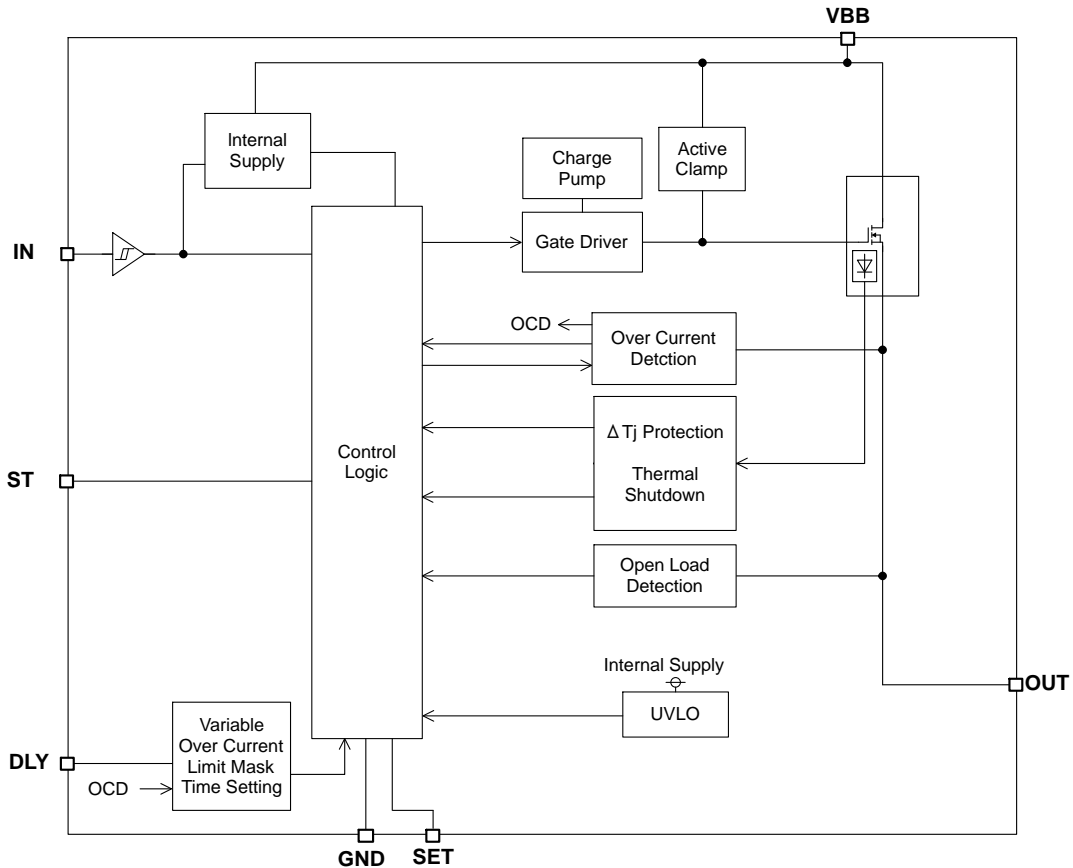 VBB
Internal
Supply
Active
Clamp
Charge
Pump
Gate Driver
IN
OCD
Over Current
Detction
Control
Logic
Δ Tj Protection
Thermal
Shutdown
ST
Open Load
Detection
Internal Supply
UVLO
OUT
Variable
Over Current
Limit Mask
Time Setting
DLY
OCD
GND
SET